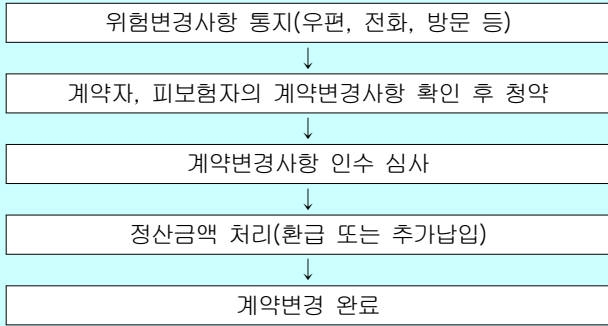 위험변경사항 통지(우편, 전화, 방문 등)
↓
계약자, 피보험자의 계약변경사항 확인 후 청약
↓
계약변경사항 인수 심사
↓
정산금액 처리(환급 또는 추가납입)
↓
계약변경 완료